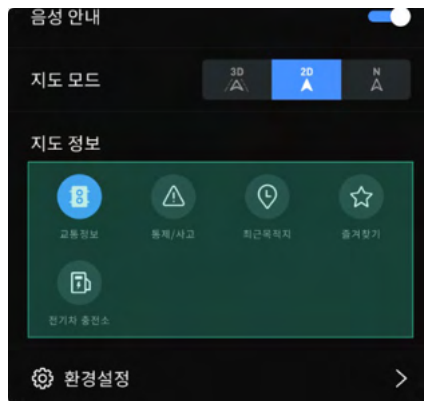 음성 안내
지도 모드
3D
2D
N
지도 정보
교통정보
통제/사고
최근목적지
즐겨찾기
전기차 충전소
환경설정